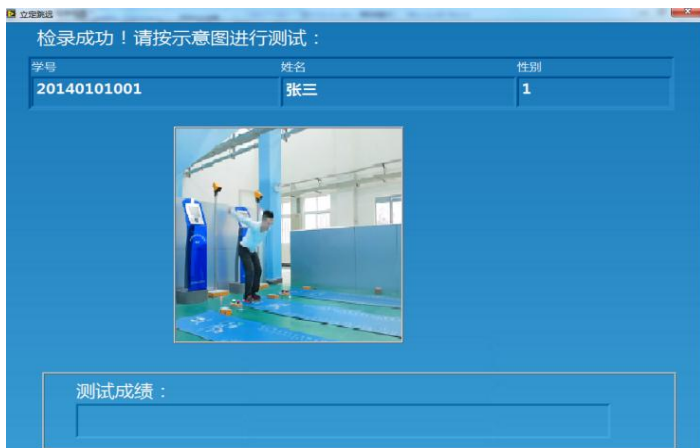 立定跳远
检录成功！请按示意图进行测试：
学号 姓名 性别
20140101001 张三 1
测试成绩：